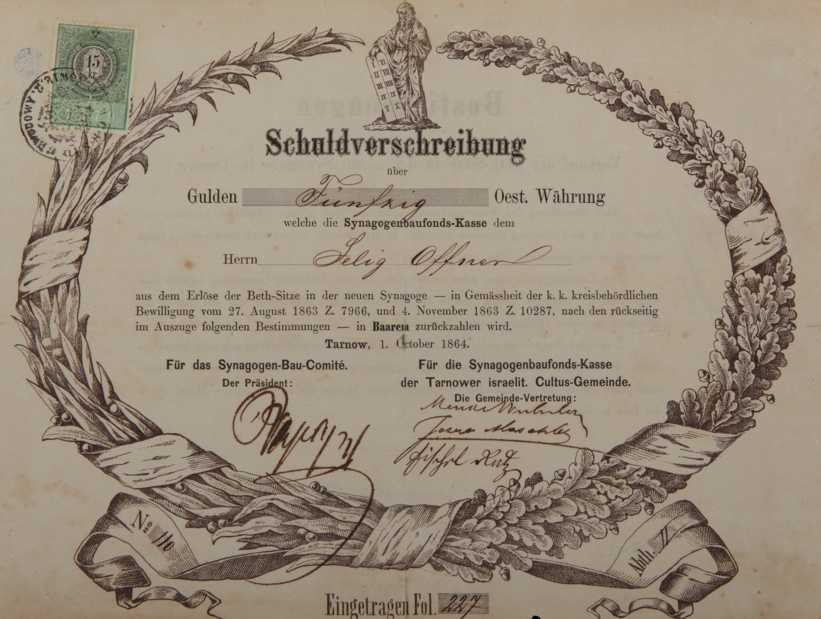 15
Schuldverschreibung
über
Gulden Fünfzig Oest. Währung
welche die Synagogenbaufonds-Kasse dem
Herrn Selig Offner
aus dem Erlöse der Beth-Sitze in der neuen Synagoge — in Gemässheit der k. k. kreisbehördlichen
Bewilligung vom 27. August 1863 Z. 7966, und 4. November 1863 Z. 10287, nach den rückseitig
im Auszuge folgenden Bestimmungen — in Baarem zurückzahlen wird.
Tarnow, 1. October 1864.
Für das Synagogen-Bau-Comité.
Der Präsident:
Für die Synagogenbaufonds-Kasse
der Tarnower israelit. Cultus-Gemeinde.
Die Gemeinde-Vertretung:
No 110
Abth. II
Eingetragen Fol. 227